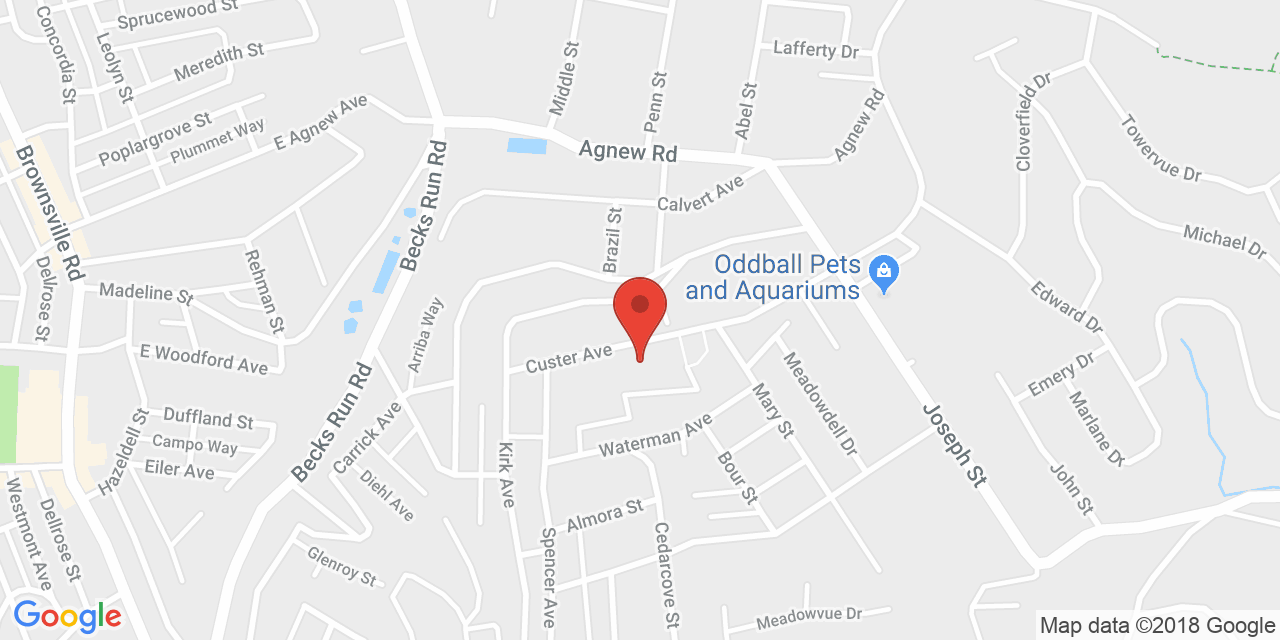 Sprucewood St
Concordia St
Leolyn St
Meredith St
Middle St
Penn St
Lafferty Dr
Abel St
Agnew Rd
Cloverfield Dr
Towervue Dr
Poplargrove St
Plummet Way
E Agnew Ave
Agnew Rd
Brownsville Rd
Becks Run Rd
Calvert Ave
Brazil St
Michael Dr
Dellrose St
Madeline St
Rehman St
Oddball Pets
and Aquariums
Edward Dr
Arriba Way
E Woodford Ave
Custer Ave
Emery Dr
Marlane Dr
Meadowdell Dr
Mary St
Joseph St
Becks Run Rd
Carrick Ave
Duffland St
Campo Way
Eiler Ave
Hazeldell St
Waterman Ave
Bour St
John St
Kirk Ave
Diehl Ave
Westmont Ave
Dellrose St
Almora St
Cedarcove St
Spencer Ave
Glenroy St
Meadowvue Dr
Google
Map data ©2018 Google